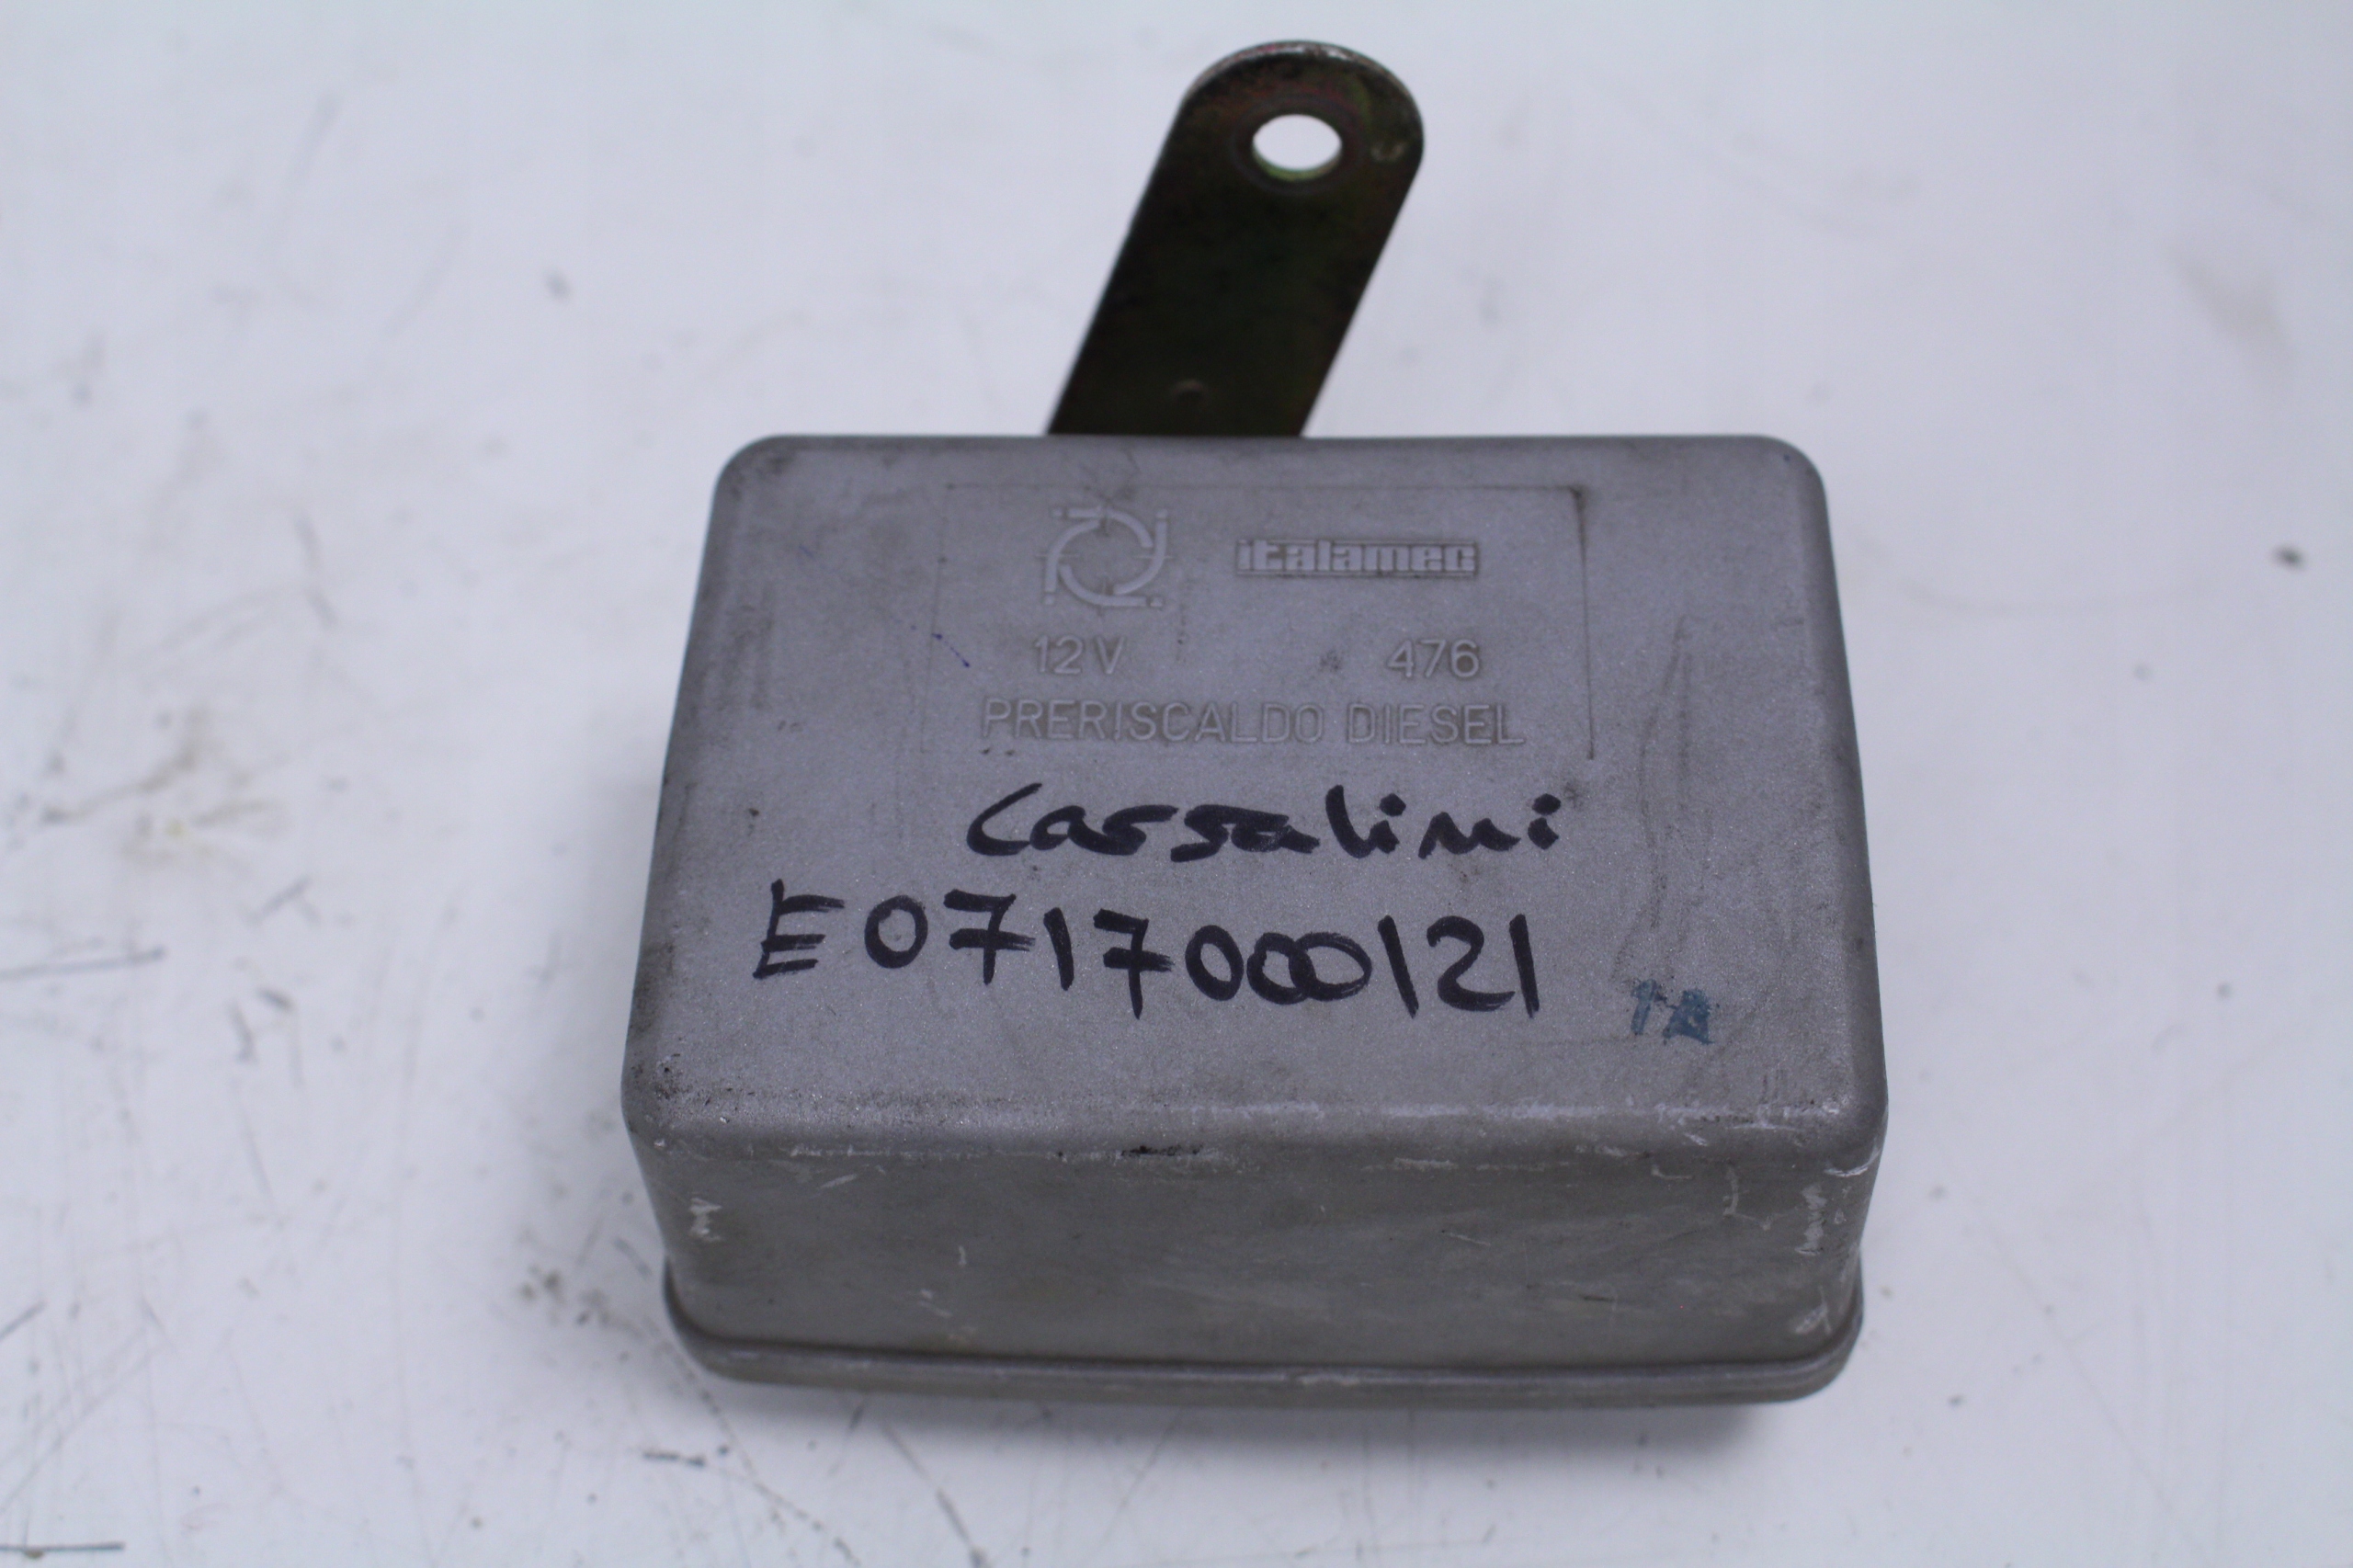 italamec
12V 476
PRERISCALDO DIESEL
Cassalini
E0717000121